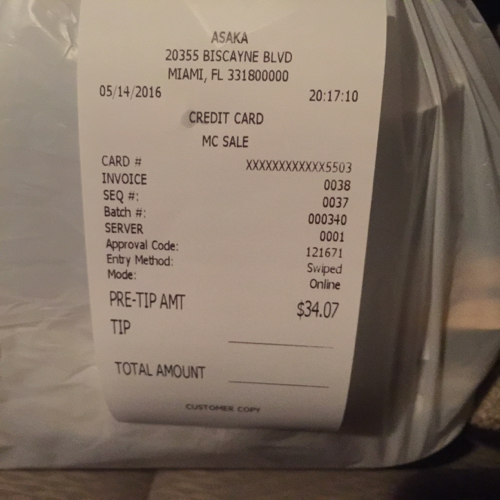 ASAKA
20355 BISCAYNE BLVD
MIAMI, FL 331800000
05/14/2016 20:17:10
CREDIT CARD
MC SALE
CARD # XXXXXXXXXXXX5503
INVOICE 0038
SEQ #: 0037
Batch #: 000340
SERVER 0001
Approval Code: 121671
Entry Method: Swiped
Mode: Online
PRE-TIP AMT $34.07
TIP
TOTAL AMOUNT
CUSTOMER COPY